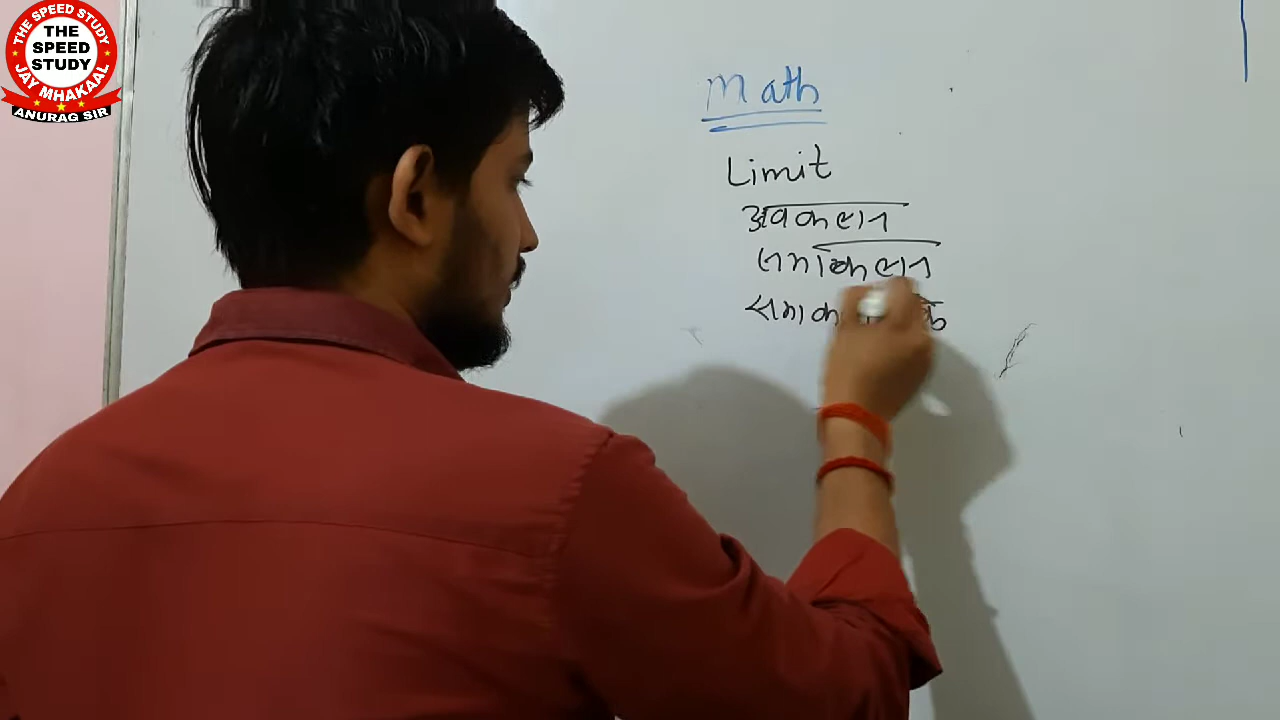 THE SPEED STUDY
THE
SPEED
STUDY
JAY MHAKAAL
ANURAG SIR
Math
Limit
अवकलन
समाकलन